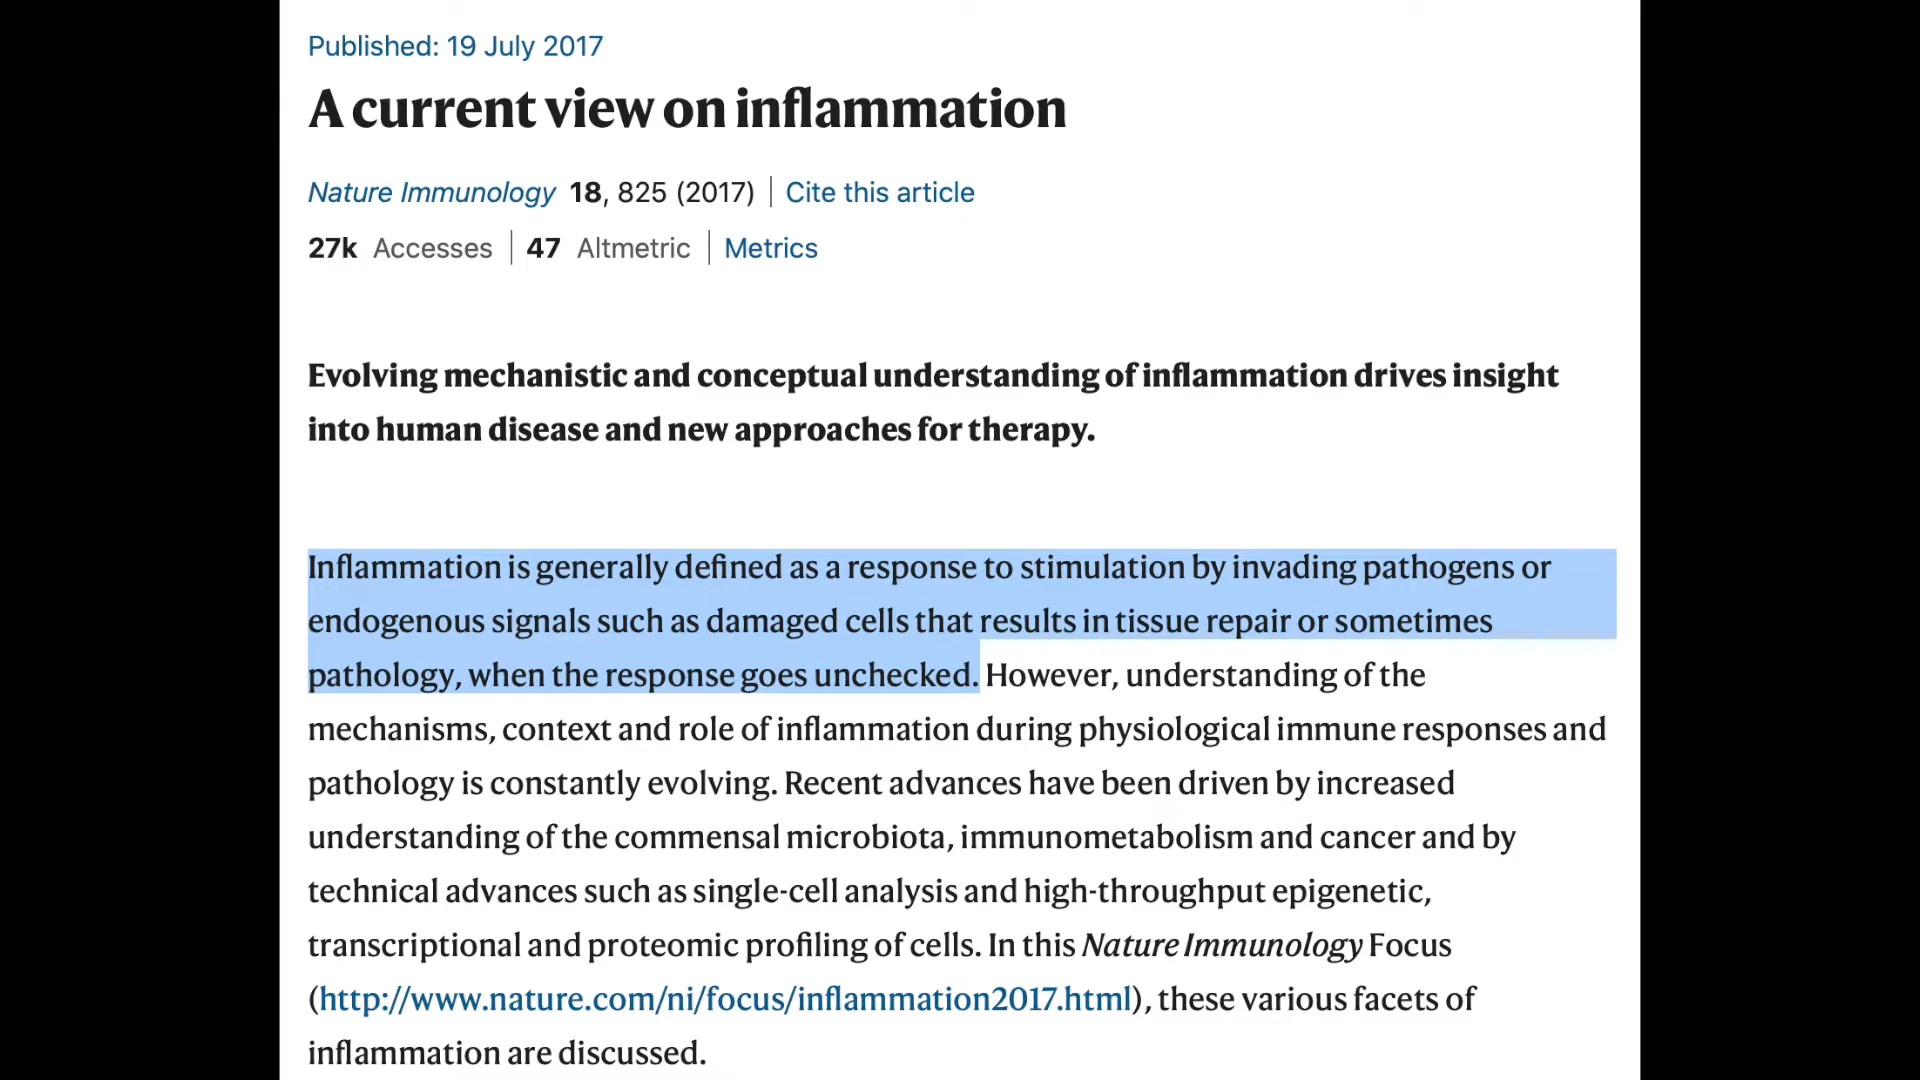 Published: 19 July 2017
A current view on inflammation
Nature Immunology 18, 825 (2017) | Cite this article
27k Accesses | 47 Altmetric | Metrics
Evolving mechanistic and conceptual understanding of inflammation drives insight
into human disease and new approaches for therapy.
Inflammation is generally defined as a response to stimulation by invading pathogens or
endogenous signals such as damaged cells that results in tissue repair or sometimes
pathology, when the response goes unchecked. However, understanding of the
mechanisms, context and role of inflammation during physiological immune responses and
pathology is constantly evolving. Recent advances have been driven by increased
understanding of the commensal microbiota, immunometabolism and cancer and by
technical advances such as single-cell analysis and high-throughput epigenetic,
transcriptional and proteomic profiling of cells. In this Nature Immunology Focus
(http://www.nature.com/ni/focus/inflammation2017.html), these various facets of
inflammation are discussed.